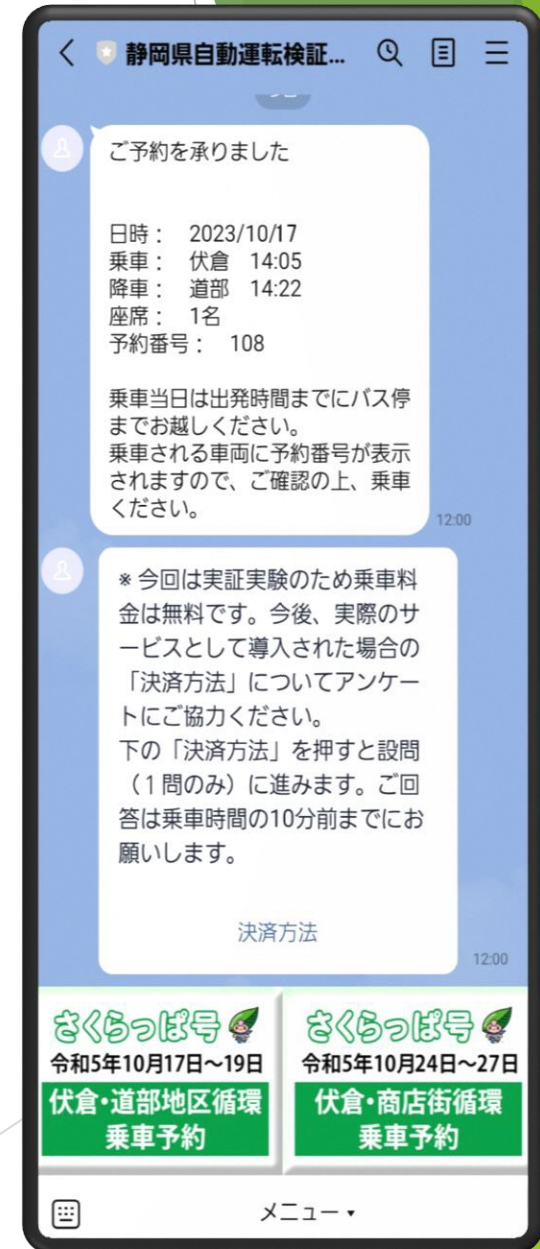 静岡県自動運転検証...
ご予約を承りました
日時： 2023/10/17
乗車： 伏倉 14:05
降車： 道部 14:22
座席： 1名
予約番号： 108
乗車当日は出発時間までにバス停
までお越しください。
乗車される車両に予約番号が表示
されますので、ご確認の上、乗車
ください。
12:00
※今回は実証実験のため乗車料
金は無料です。今後、実際のサ
ービスとして導入された場合の
「決済方法」についてアンケー
トにご協力ください。
下の「決済方法」を押すと設問
（１問のみ）に進みます。ご回
答は乗車時間の10分前までにお
願いします。
決済方法
12:00
さくらっぱ号
令和5年10月17日～19日
伏倉・道部地区循環
乗車予約
さくらっぱ号
令和5年10月24日～27日
伏倉・商店街循環
乗車予約
メニュー